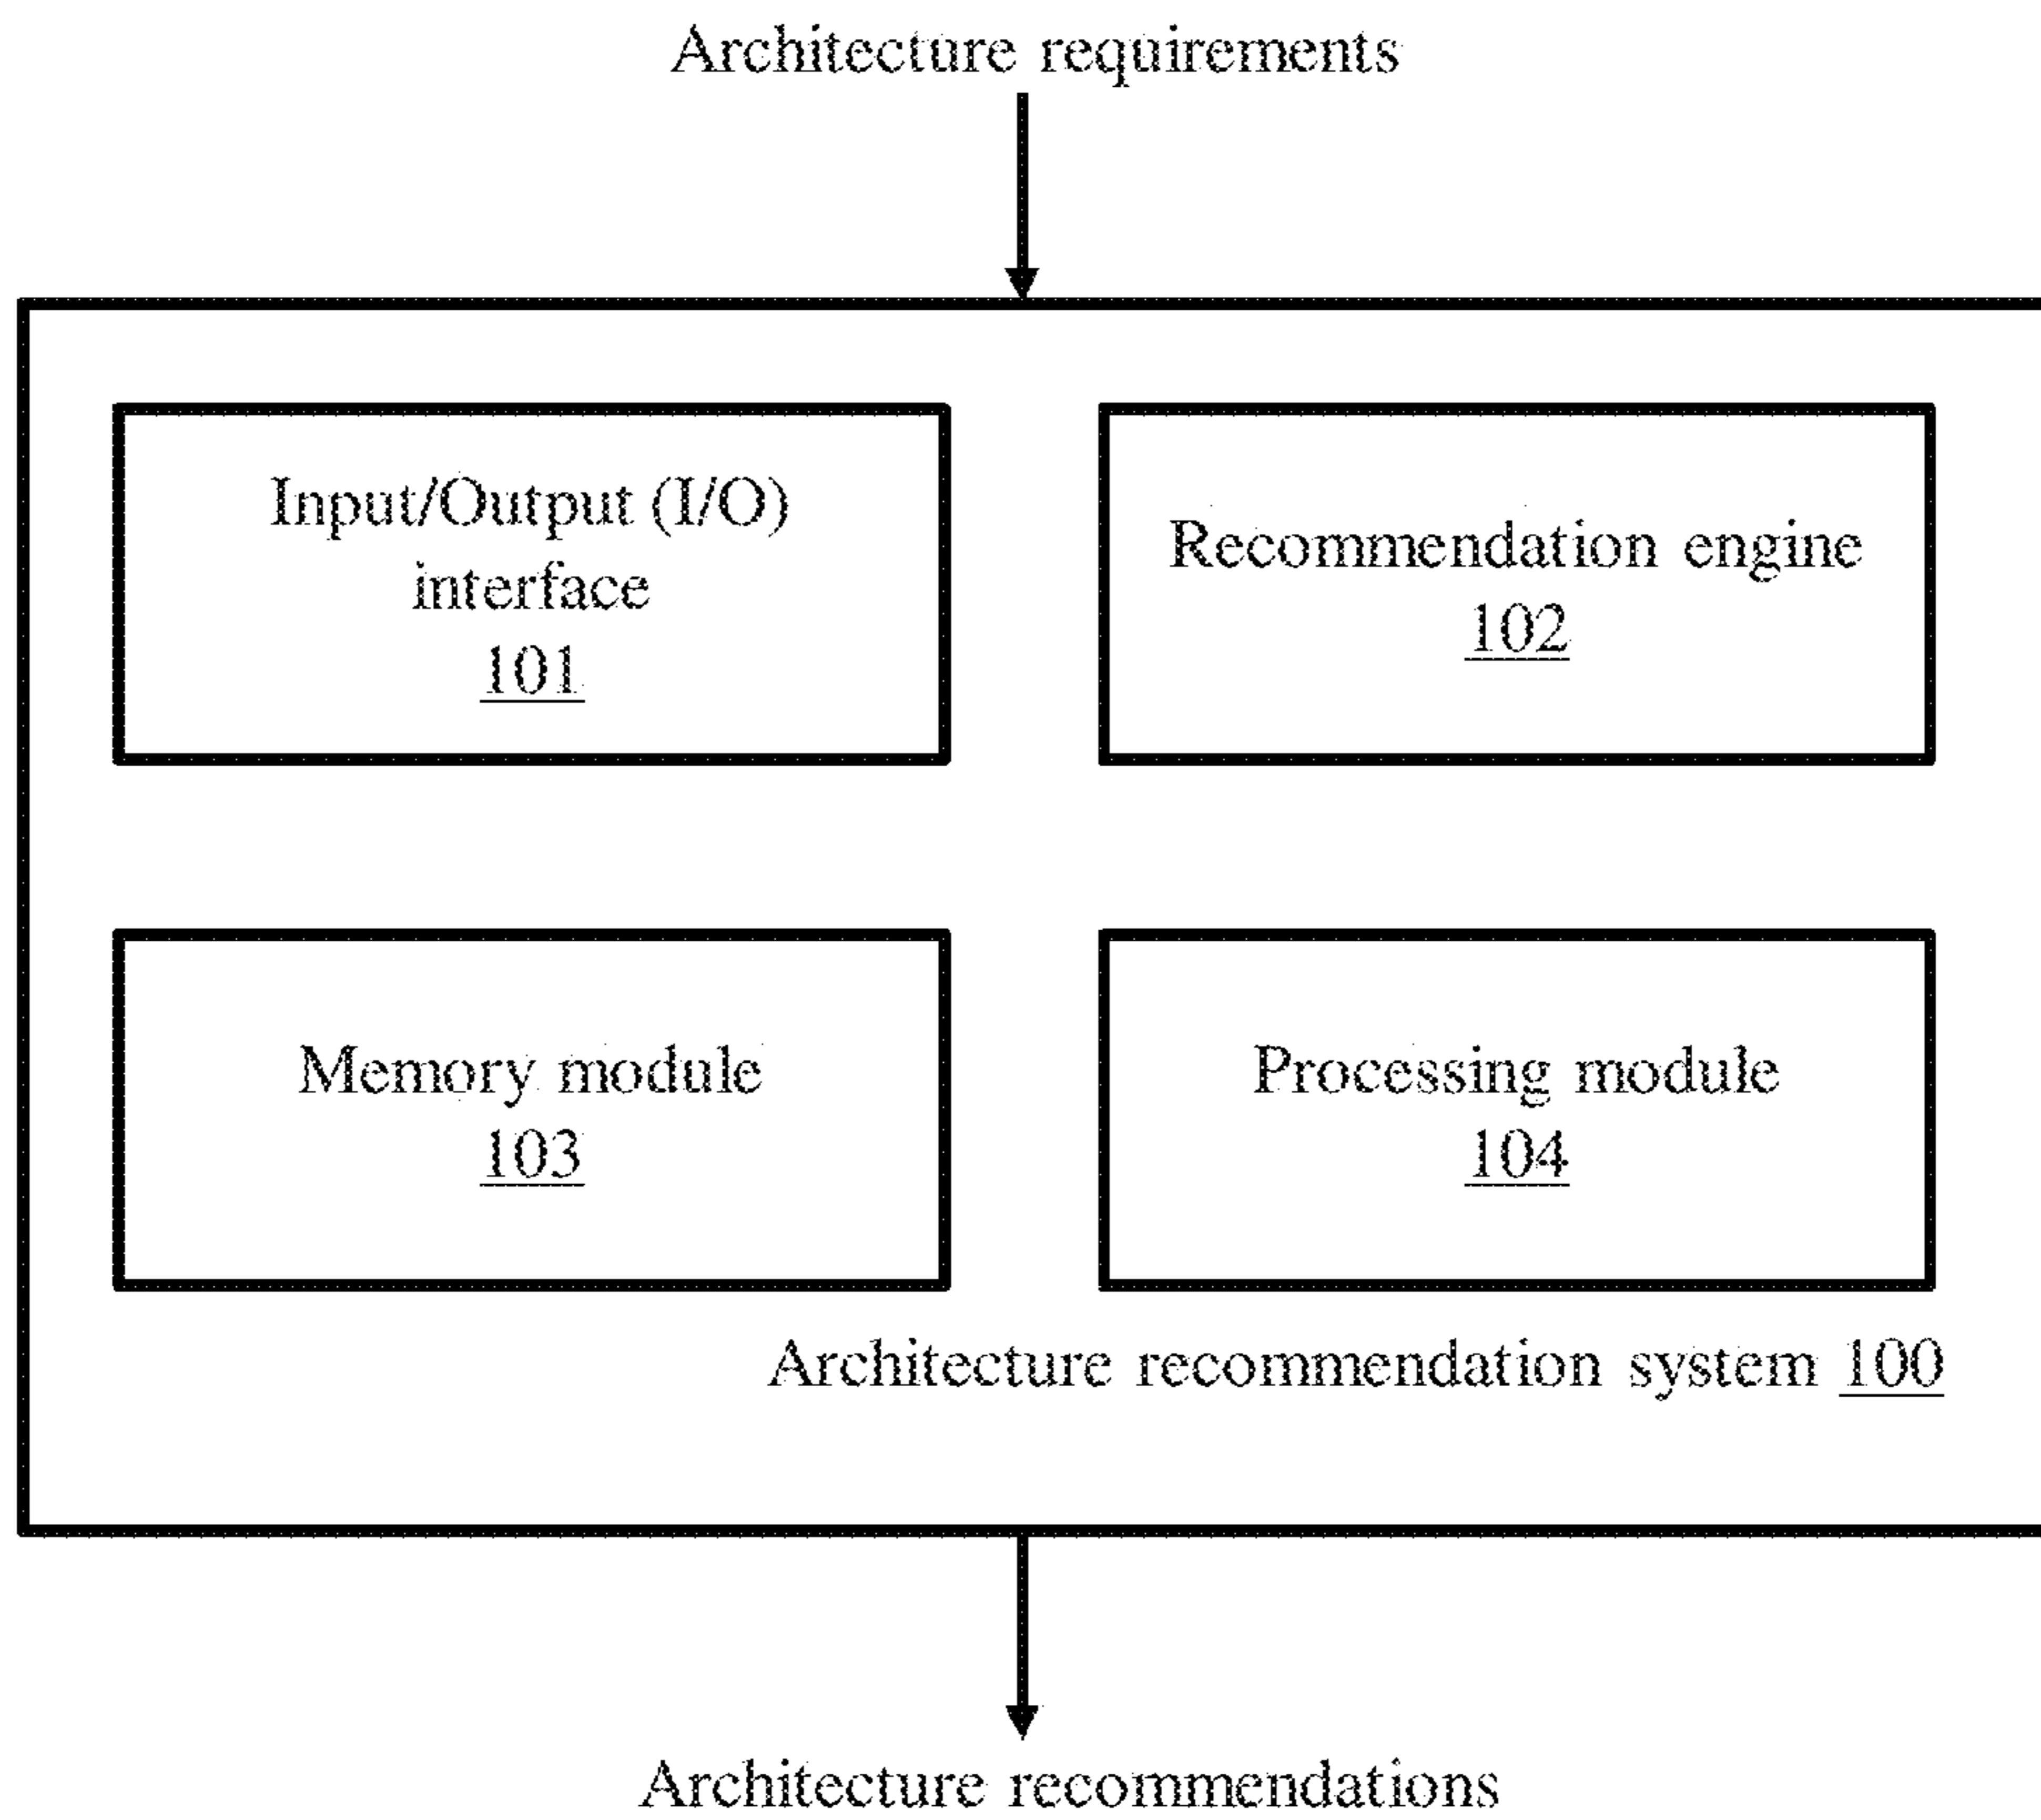 Architecture requirements
Input/Output (I/O)
interface
101
Recommendation engine
102
Memory module
103
Processing module
104
Architecture recommendation system 100
Architecture recommendations